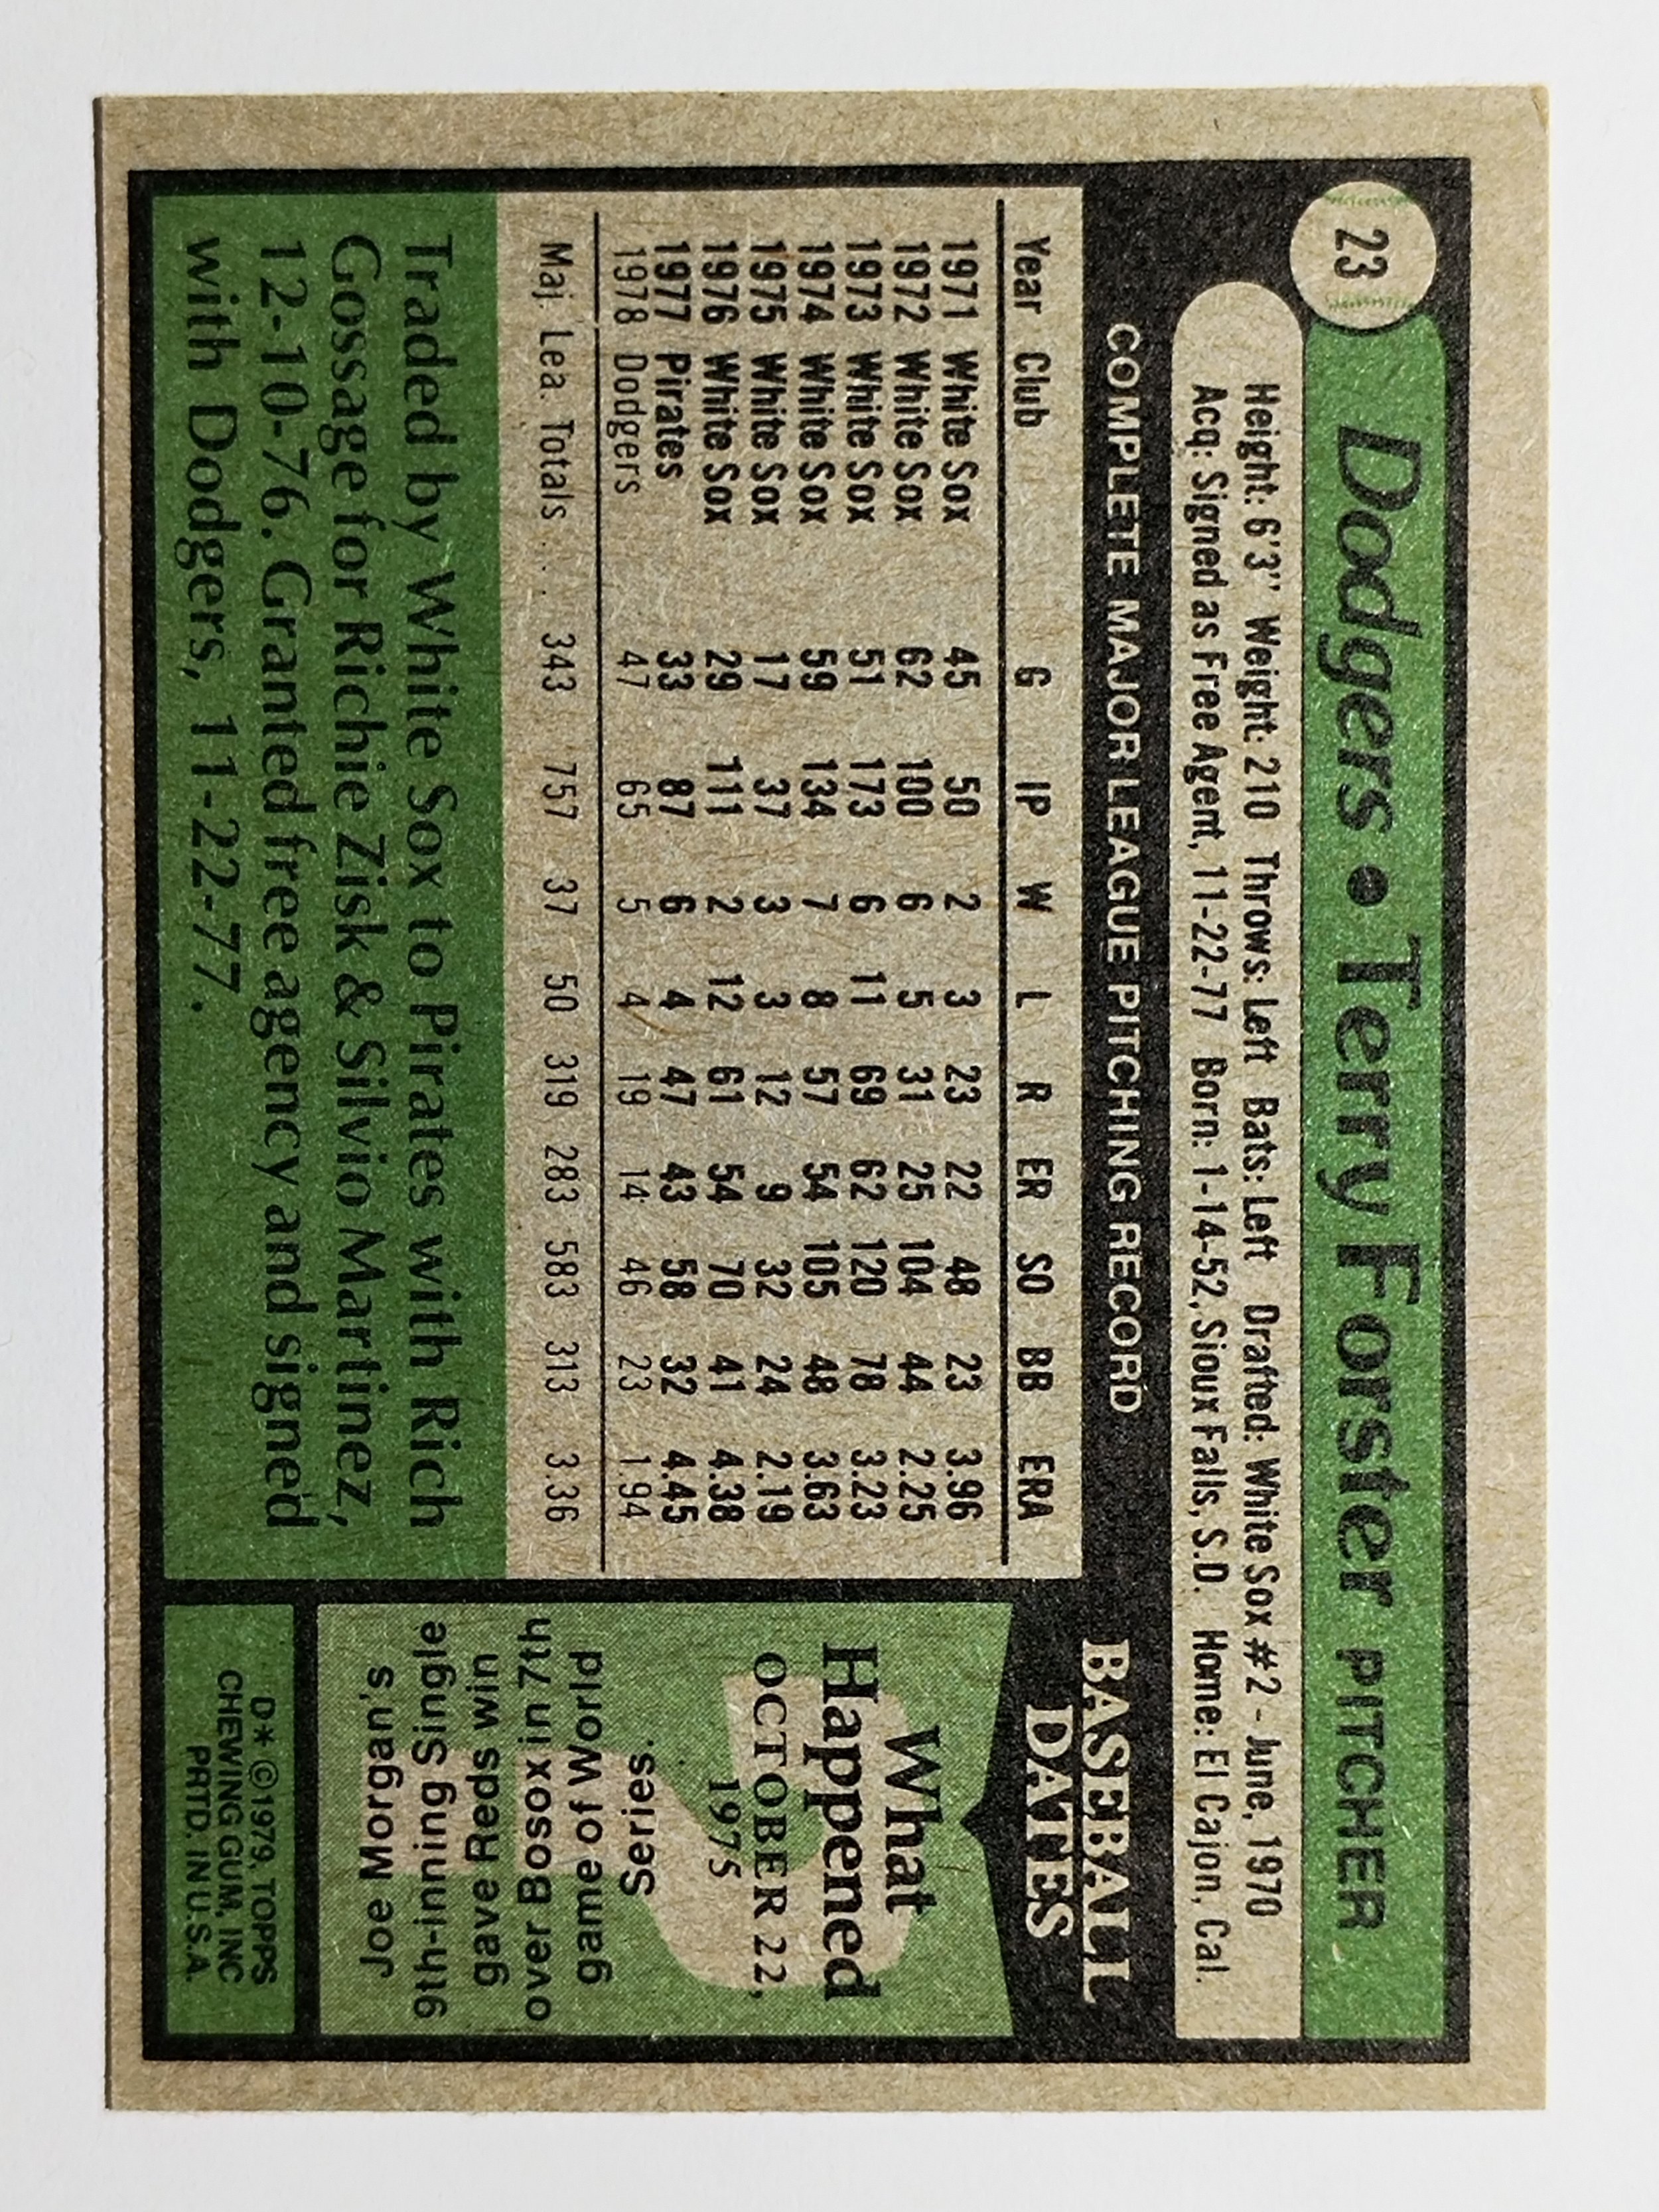 23
Dodgers • Terry Forster PITCHER
Height: 6'3" Weight: 210 Throws: Left Bats: Left Drafted: White Sox #2 - June, 1970
Acq: Signed as Free Agent, 11-22-77 Born: 1-14-52, Sioux Falls, S.D. Home: El Cajon, Cal.
COMPLETE MAJOR LEAGUE PITCHING RECORD
Year Club G IP W L R ER SO BB ERA
1971 White Sox 45 50 2 3 23 22 48 23 3.96
1972 White Sox 62 100 6 5 31 25 104 44 2.25
1973 White Sox 51 173 6 11 69 62 120 78 3.23
1974 White Sox 59 134 7 8 57 54 105 48 3.63
1975 White Sox 17 37 3 3 12 9 32 24 2.19
1976 White Sox 29 111 2 12 61 54 70 41 4.38
1977 Pirates 33 87 6 4 47 43 58 32 4.45
1978 Dodgers 47 65 5 4 19 14 46 23 1.94
Maj. Lea. Totals . . . 343 757 37 50 319 283 583 313 3.36
Traded by White Sox to Pirates with Rich
Gossage for Richie Zisk & Silvio Martinez,
12-10-76. Granted free agency and signed
with Dodgers, 11-22-77.
BASEBALL
DATES
What
Happened
OCTOBER 22,
1975
Joe Morgan's
9th-inning Single
gave Reds win
over Bosox in 7th
game of World
Series.
D* ©1979, TOPPS
CHEWING GUM, INC
PRTD. IN U.S.A.